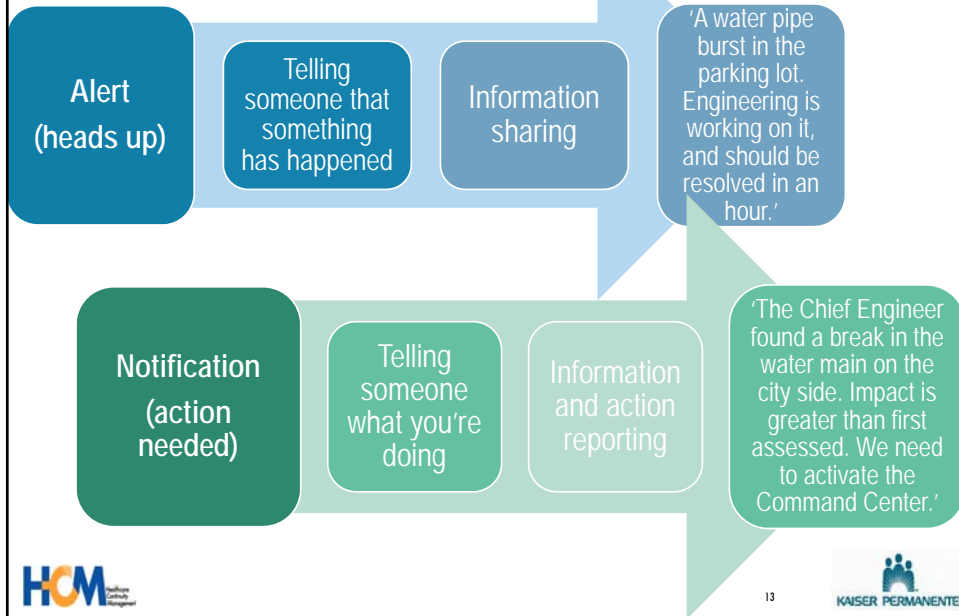 Alert
(heads up)
Telling
someone that
something
has happened
Information
sharing
'A water pipe
burst in the
parking lot.
Engineering is
working on it,
and should be
resolved in an
hour.'
Notification
(action
needed)
Telling
someone
what you're
doing
Information
and action
reporting
'The Chief Engineer
found a break in the
water main on the
city side. Impact is
greater than first
assessed. We need
to activate the
Command Center.'
HCM
Healthcare
Continuity
Management
13
KAISER PERMANENTE